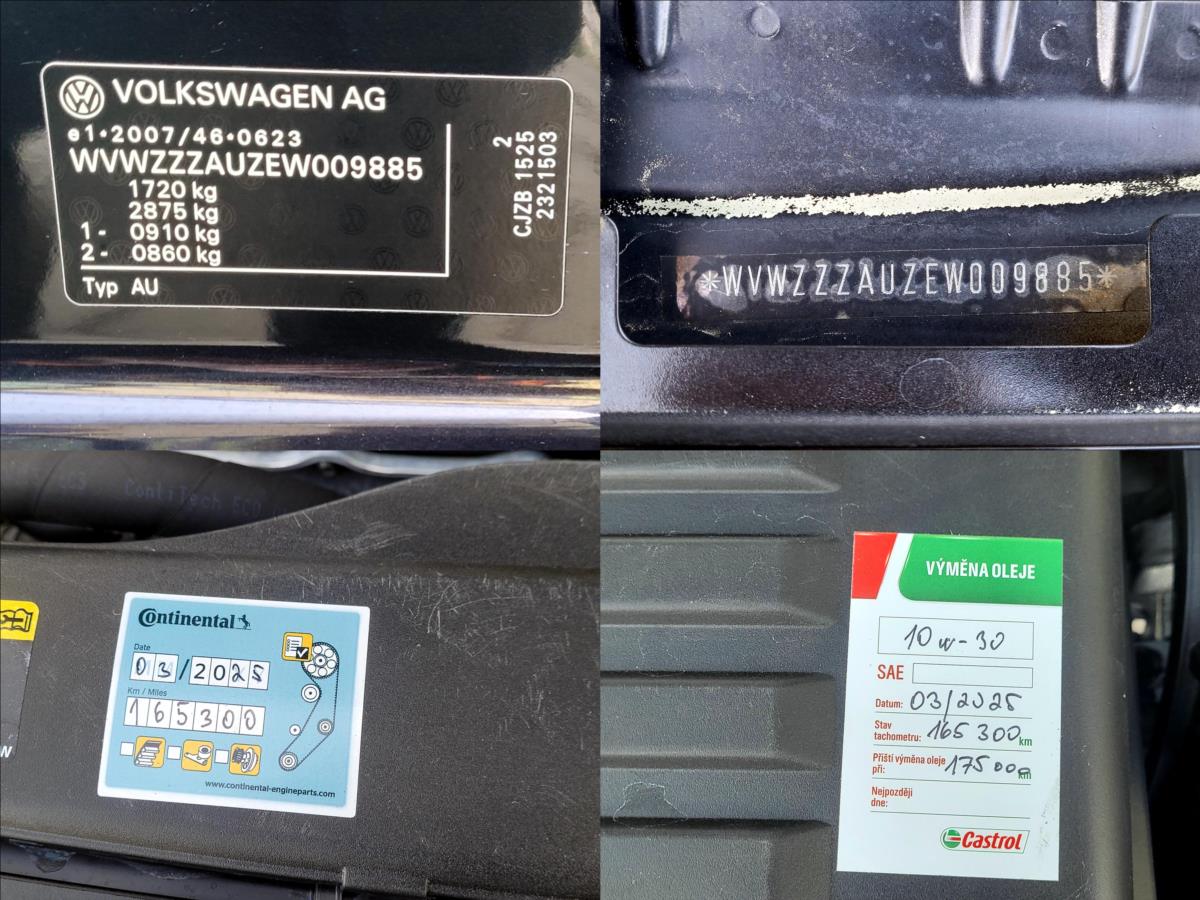 VOLKSWAGEN AG
e1*2007/46*0623
WVWZZZAUZEW009885
1720 kg
2875 kg
1- 0910 kg
2- 0860 kg
Typ AU
2
CJZB 1525
2321503
*WVWZZZAUZEW009885*
ContiTech
Continental
Date
03/2025
Km / Miles
165300
www.continental-engineparts.com
VÝMĚNA OLEJE
10w-30
SAE
Datum: 03/2025
Stav
tachometru: 165 300 km
Příští výměna oleje
při: 175 000 km
Nejpozději
dne:
Castrol